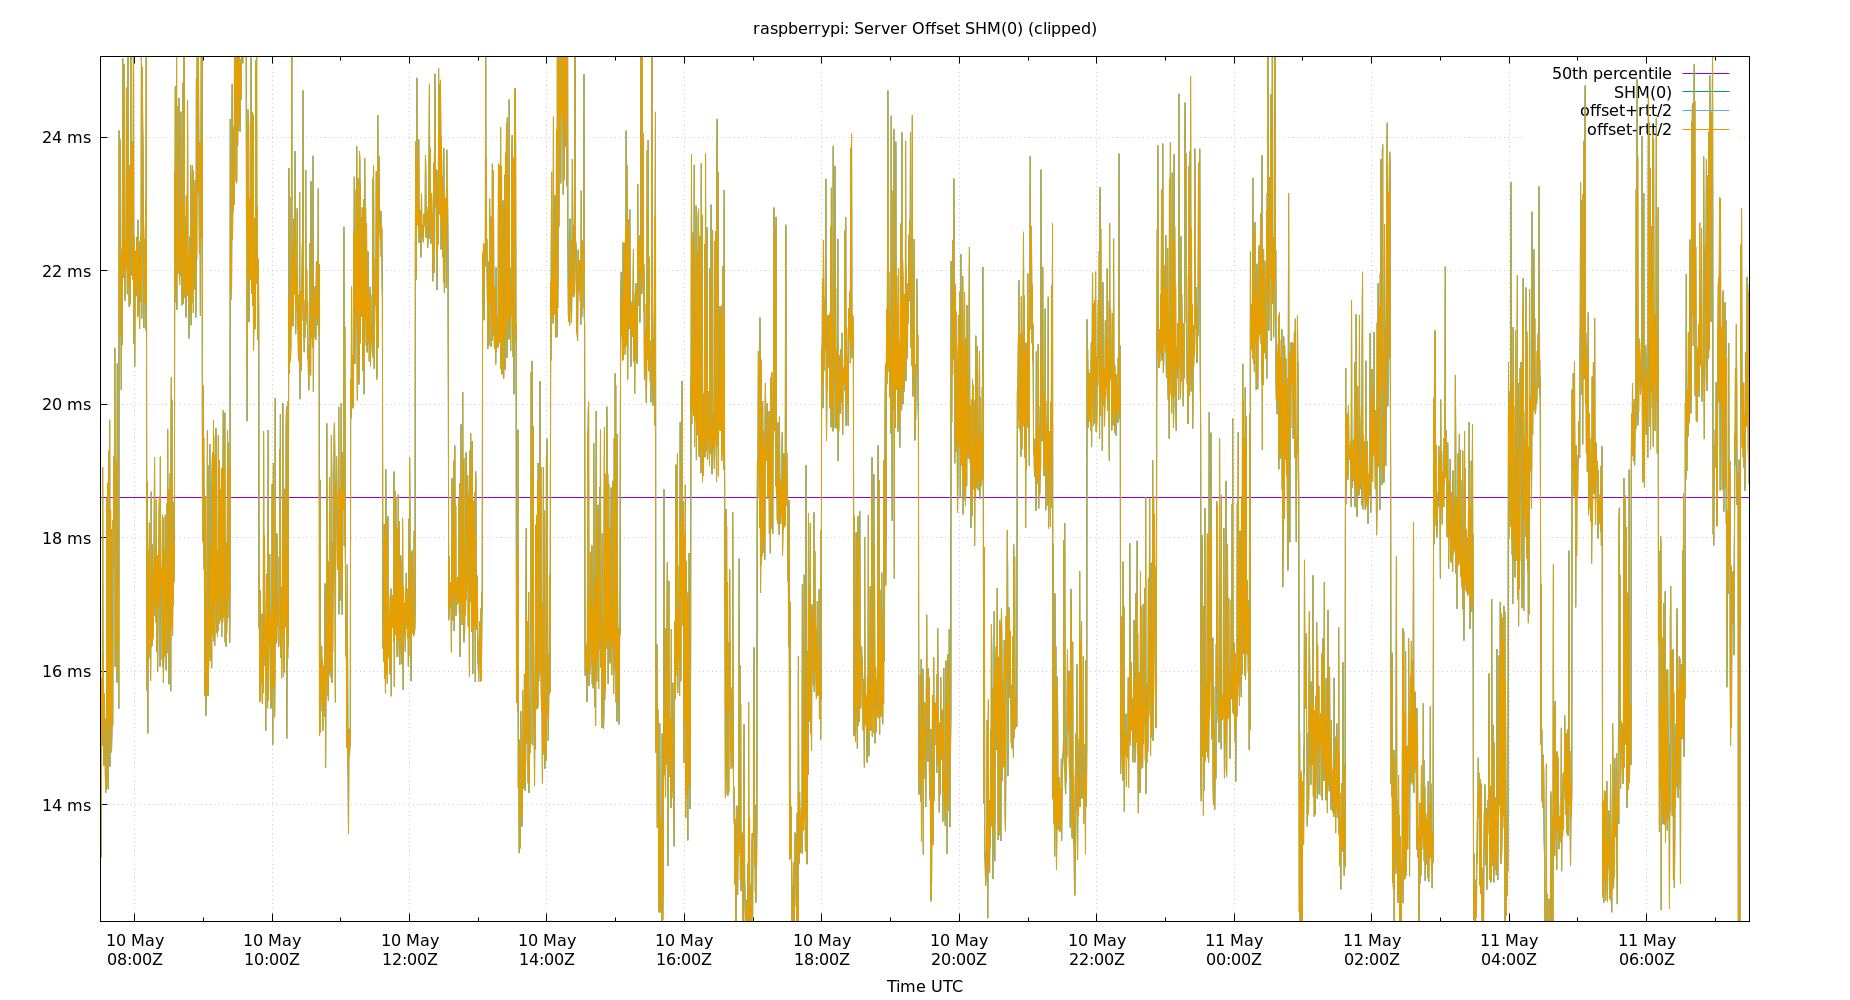 raspberrypi: Server Offset SHM(0) (clipped)
50th percentile
SHM(0)
offset+rtt/2
offset-rtt/2
24 ms
22 ms
20 ms
18 ms
16 ms
14 ms
10 May 10 May 10 May 10 May 10 May 10 May 10 May 10 May 11 May 11 May 11 May 11 May
08:00Z 10:00Z 12:00Z 14:00Z 16:00Z 18:00Z 20:00Z 22:00Z 00:00Z 02:00Z 04:00Z 06:00Z
Time UTC